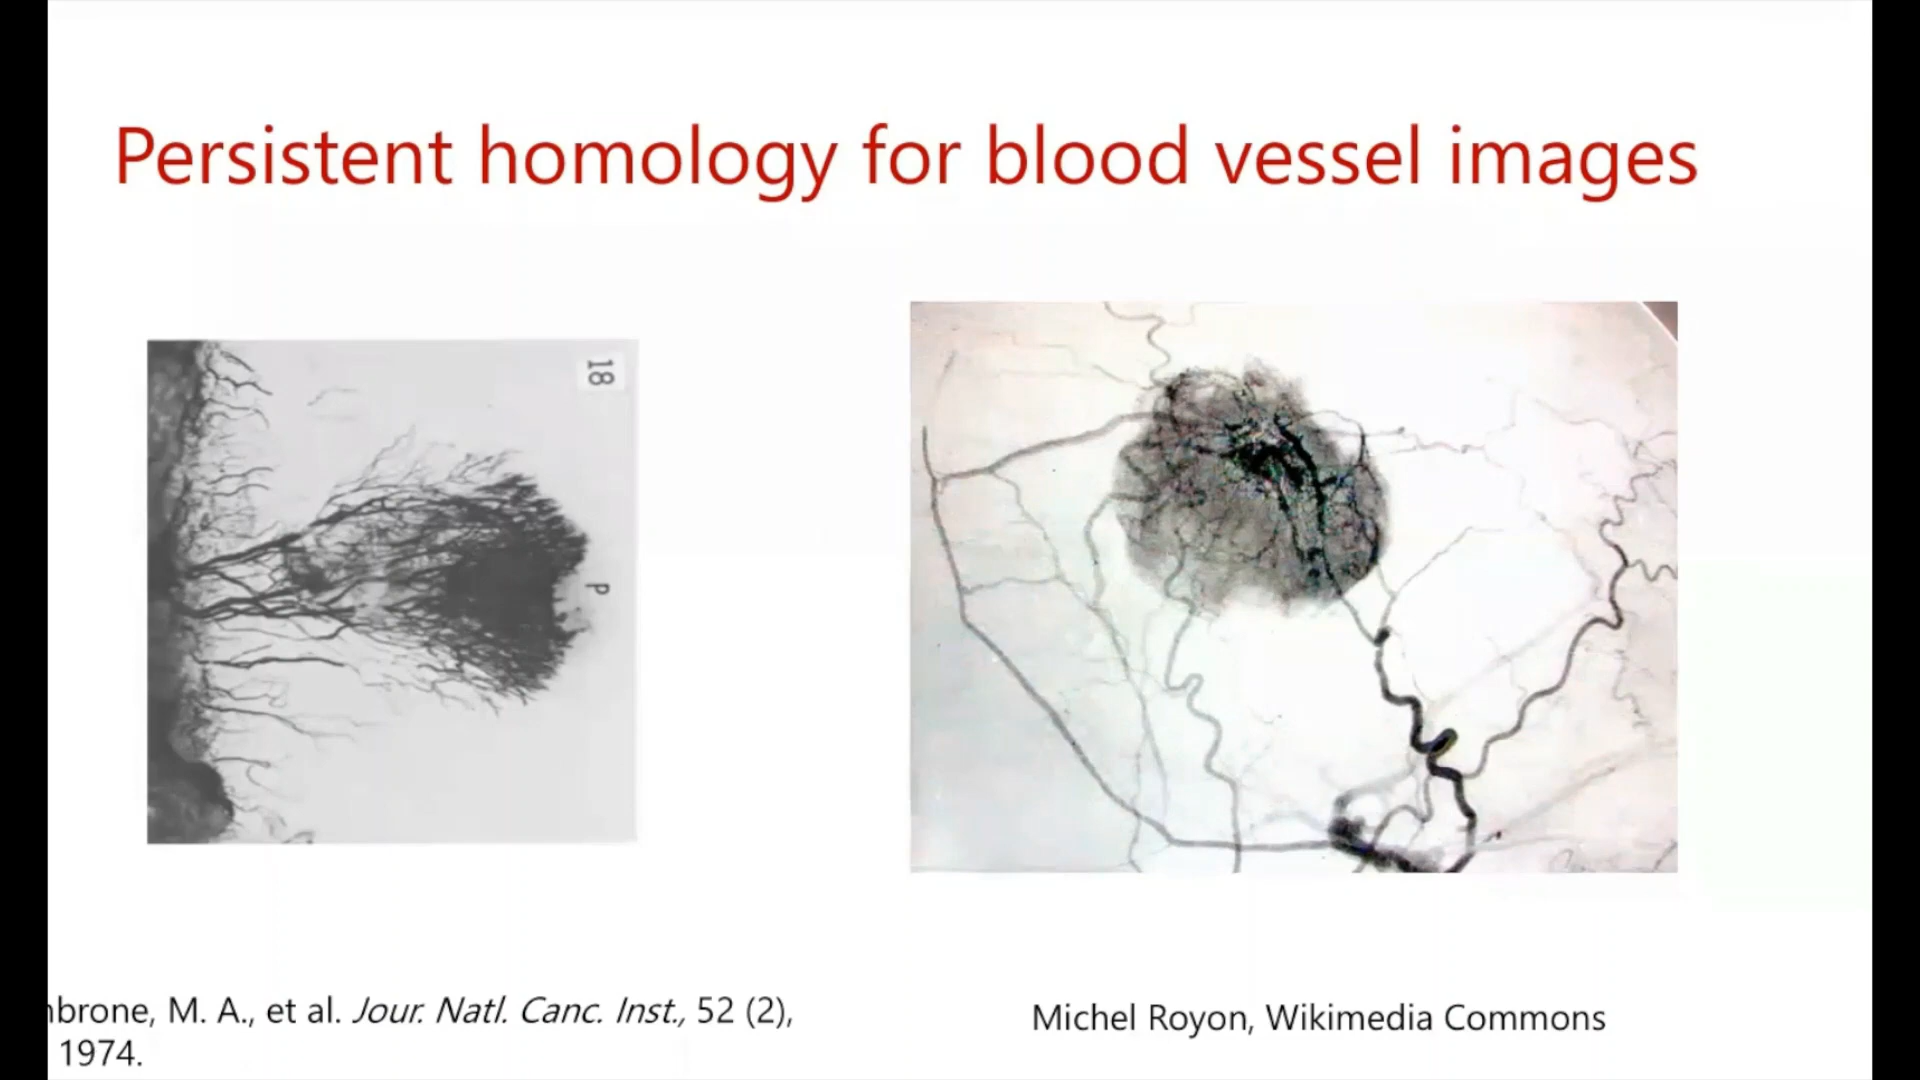 Persistent homology for blood vessel images
18
P
M. A., et al. Jour. Natl. Canc. Inst., 52 (2),
1974.
Michel Royon, Wikimedia Commons